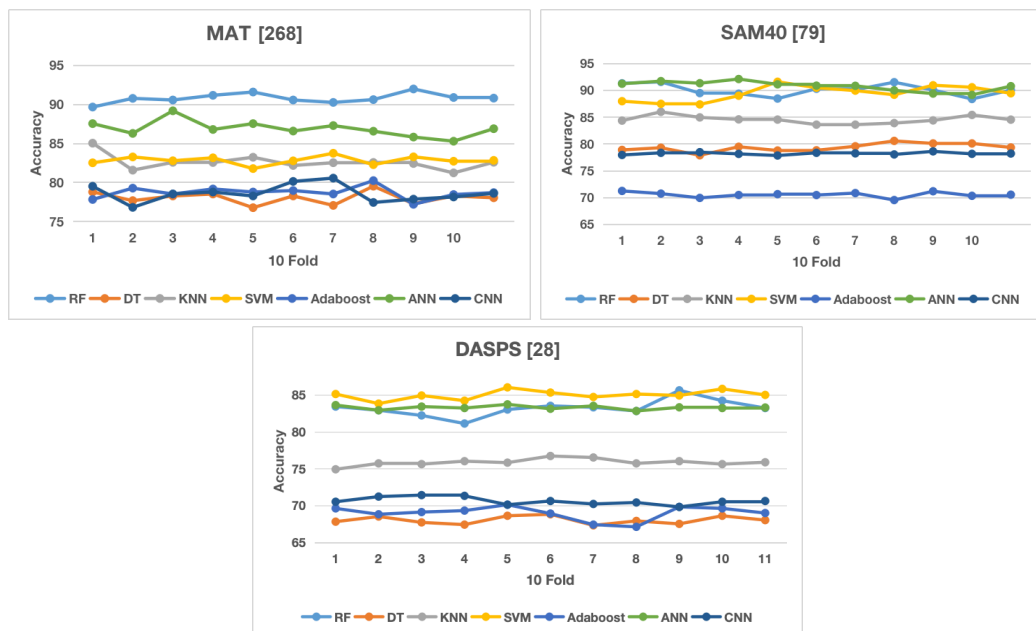 MAT [268]
95
90
85
80
75
Accuracy
1 2 3 4 5 6 7 8 9 10
10 Fold
RF DT KNN SVM Adaboost ANN CNN
SAM40 [79]
95
90
85
80
75
70
65
Accuracy
1 2 3 4 5 6 7 8 9 10
10 Fold
RF DT KNN SVM Adaboost ANN CNN
DASPS [28]
85
75
70
65
Accuracy
1 2 3 4 5 6 7 8 9 10 11
10 Fold
RF DT KNN SVM Adaboost ANN CNN